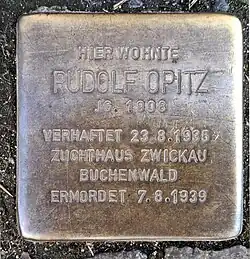 HIER WOHNTE
RUDOLF OPITZ
JG. 1908
VERHAFTET 23.8.1935
ZUCHTHAUS ZWICKAU
BUCHENWALD
ERMORDET 7.8.1939